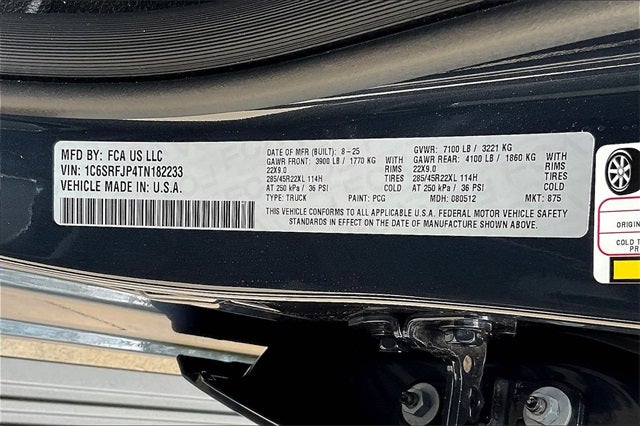 MFD BY: FCA US LLC
VIN: 1C6SRFJP4TN182233
VEHICLE MADE IN U.S.A.
DATE OF MFR (BUILT): 8-25 GVWR: 7100 LB / 3221 KG
GAWR FRONT: 3900 LB / 1770 KG GAWR REAR: 4100 LB / 1860 KG
22X9.0 RIMS 22X9.0 RIMS
285/45R22XL 114H TIRES 285/45R22XL 114H TIRES
AT 250 kPa / 36 PSI AT 250 kPa / 36 PSI
TYPE: TRUCK PAINT: PCG MDH: 080512 MKT: 875
THIS VEHICLE CONFORMS TO ALL APPLICABLE U.S.A. FEDERAL MOTOR VEHICLE SAFETY
STANDARDS IN EFFECT ON THE DATE OF MANUFACTURE SHOWN ABOVE.
ORIGIN
COLD T